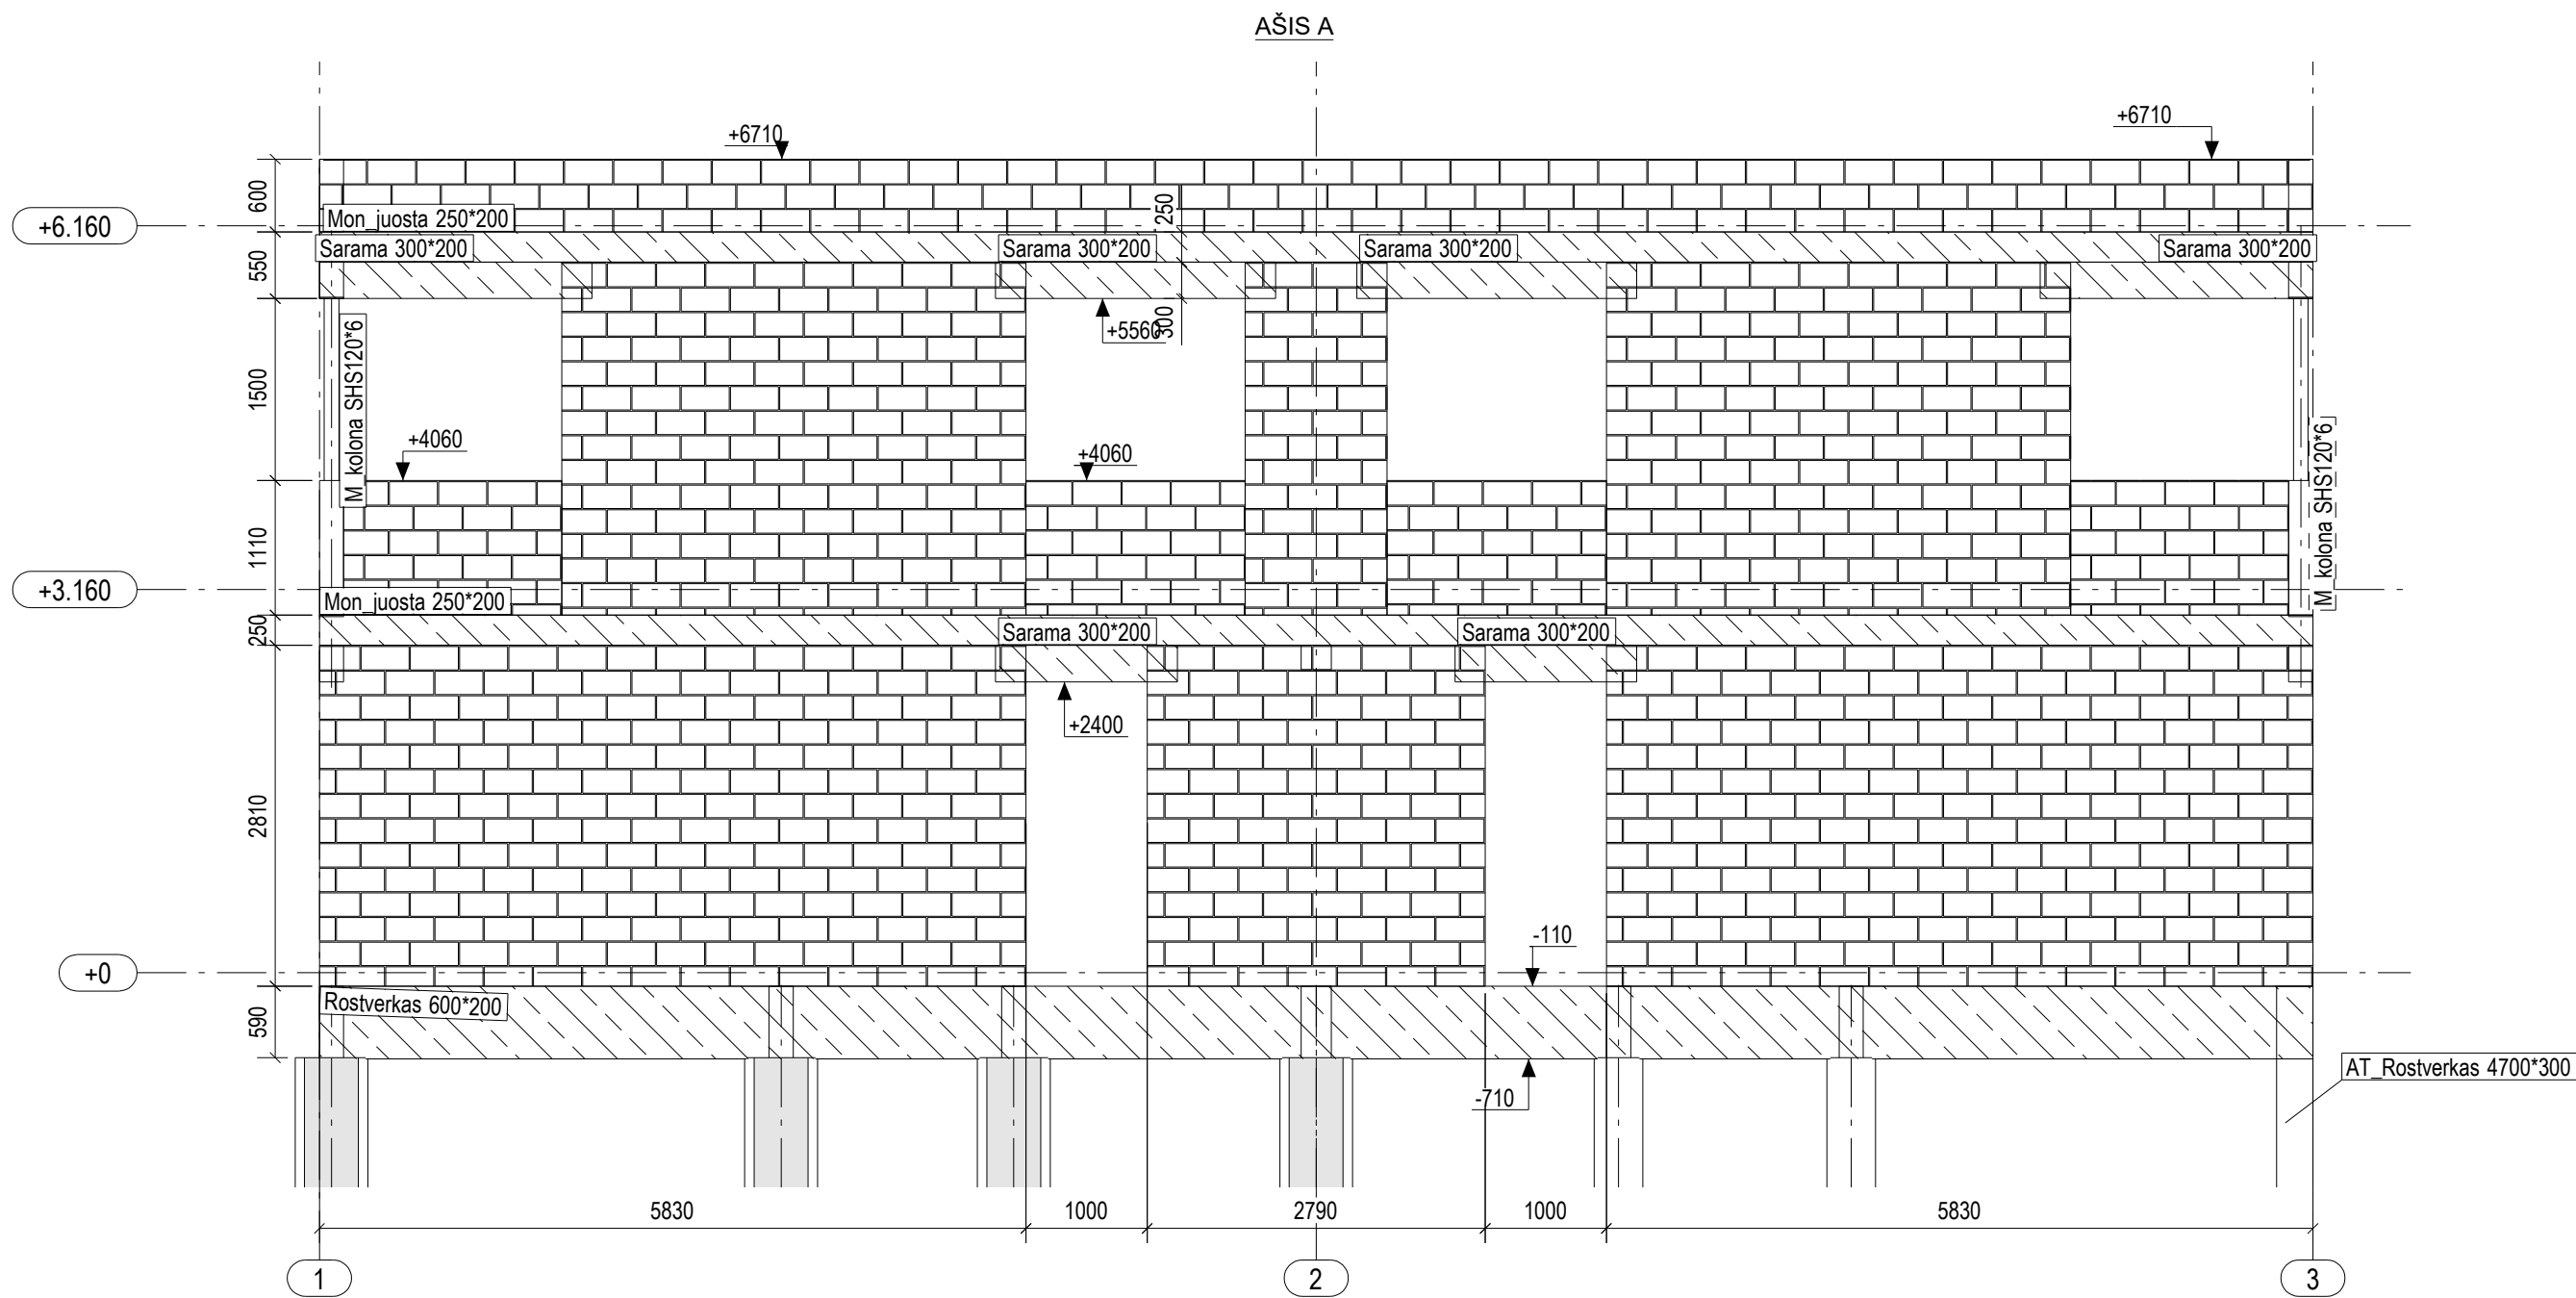 AŠIS A
+6710
+6710
600
+6.160
Mon_juosta 250*200
250
Sarama 300*200
Sarama 300*200
Sarama 300*200
Sarama 300*200
550
+5560
300
1500
M_kolona SHS120*6
+4060
+4060
M_kolona SHS120*6
1110
+3.160
Mon_juosta 250*200
250
Sarama 300*200
Sarama 300*200
+2400
2810
-110
+0
Rostverkas 600*200
590
-710
AT_Rostverkas 4700*300
5830
1000
2790
1000
5830
1
2
3